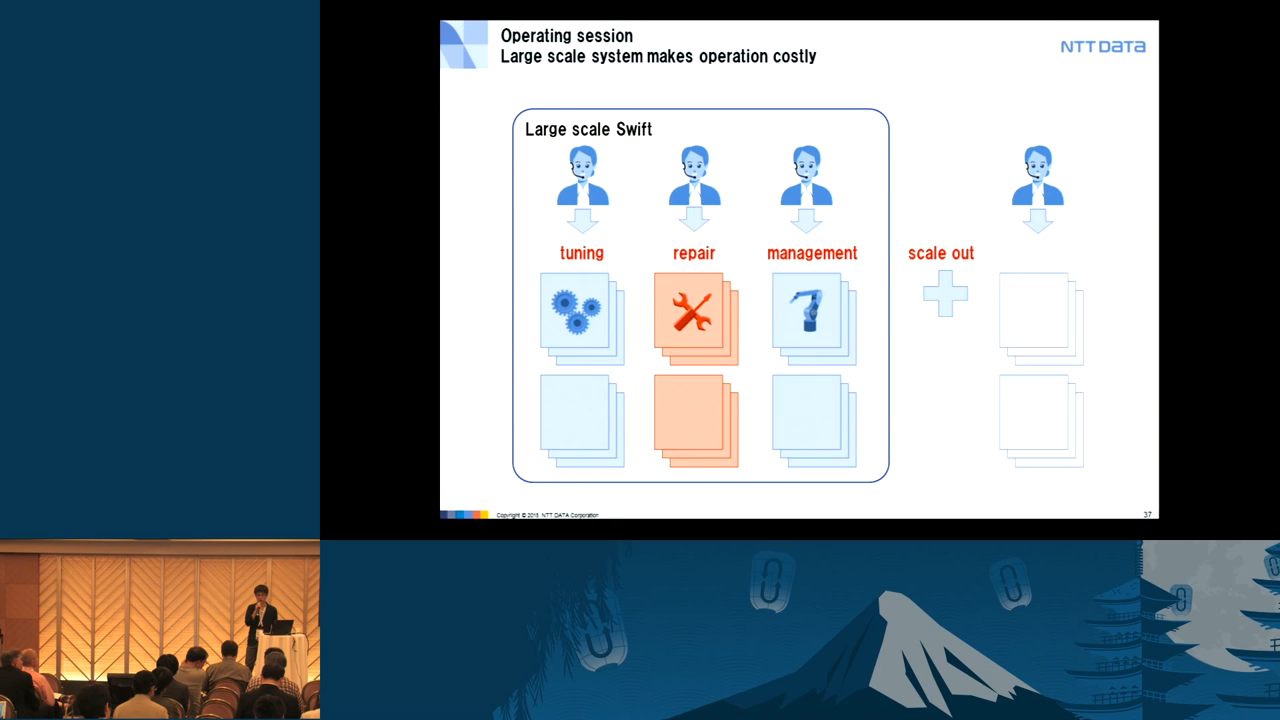 Operating session
Large scale system makes operation costly
NTT DATA
Large scale Swift
tuning
repair
management
scale out
Copyright © 2015 NTT DATA Corporation
37